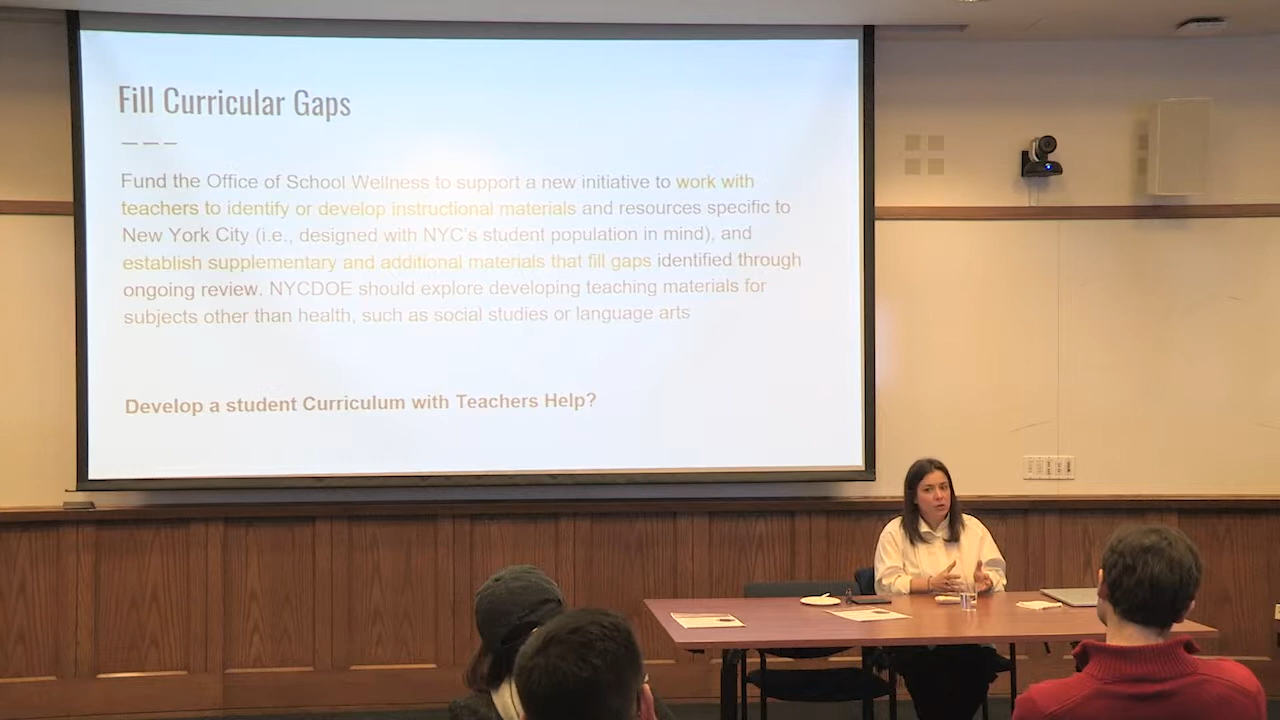 Fill Curricular Gaps
Fund the Office of School Wellness to support a new initiative to work with
teachers to identify or develop instructional materials and resources specific to
New York City (i.e., designed with NYC's student population in mind), and
establish supplementary and additional materials that fill gaps identified through
ongoing review. NYCDOE should explore developing teaching materials for
subjects other than health, such as social studies or language arts
Develop a student Curriculum with Teachers Help?